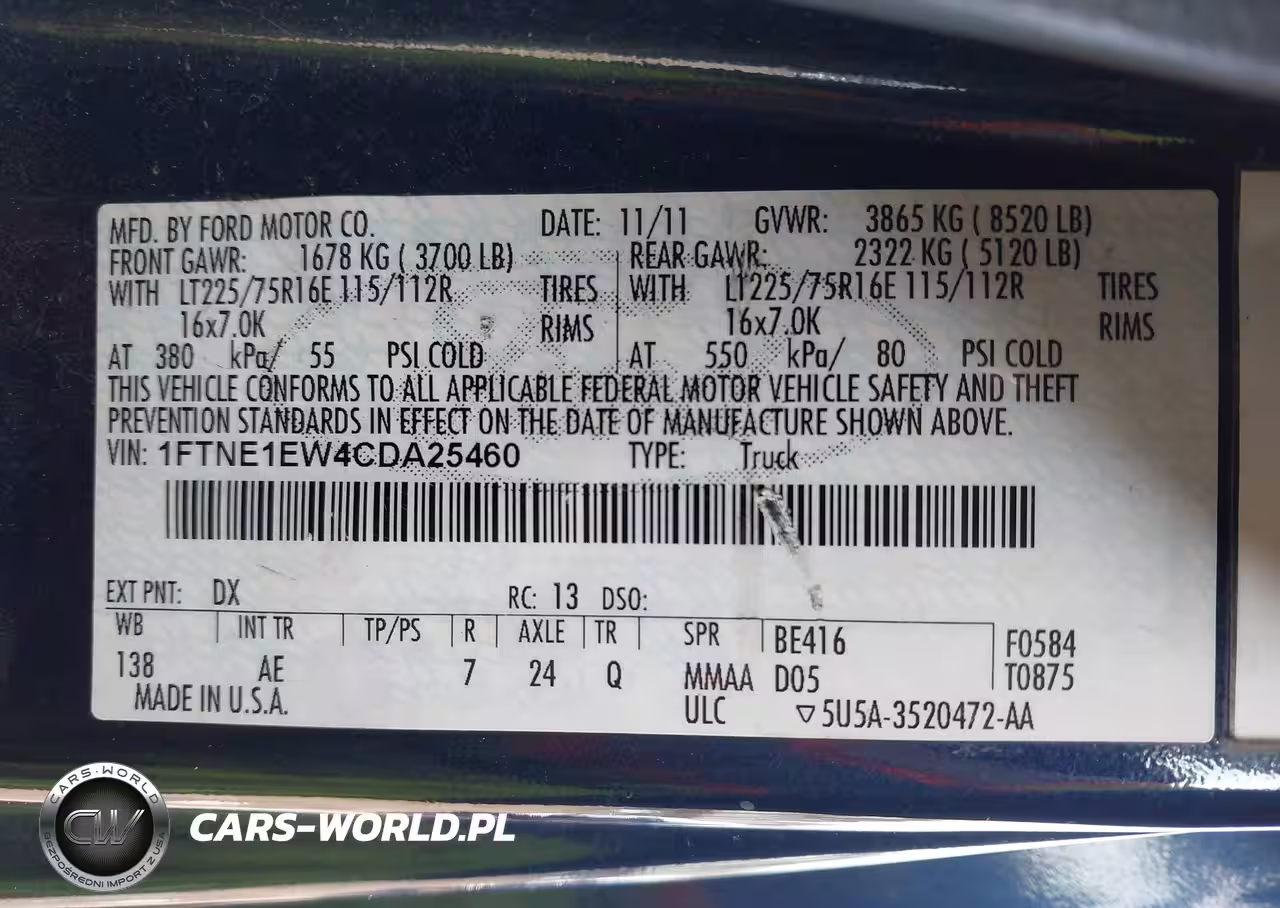 MFD. BY FORD MOTOR CO. DATE: 11/11 GVWR: 3865 KG ( 8520 LB)
FRONT GAWR: 1678 KG ( 3700 LB) REAR GAWR: 2322 KG ( 5120 LB)
WITH LT225/75R16E 115/112R TIRES WITH LT225/75R16E 115/112R TIRES
16x7.0K RIMS 16x7.0K RIMS
AT 380 kPa/ 55 PSI COLD AT 550 kPa/ 80 PSI COLD
THIS VEHICLE CONFORMS TO ALL APPLICABLE FEDERAL MOTOR VEHICLE SAFETY AND THEFT
PREVENTION STANDARDS IN EFFECT ON THE DATE OF MANUFACTURE SHOWN ABOVE.
VIN: 1FTNE1EW4CDA25460 TYPE: Truck
EXT PNT: DX RC: 13 DSO:
WB INT TR TP/PS R AXLE TR SPR BE416 F0584
138 AE 7 24 Q MMAA D05 T0875
MADE IN U.S.A. ULC ▽5U5A-3520472-AA
CARS-WORLD
CW
BEZPOŚREDNI IMPORT Z USA
CARS-WORLD.PL